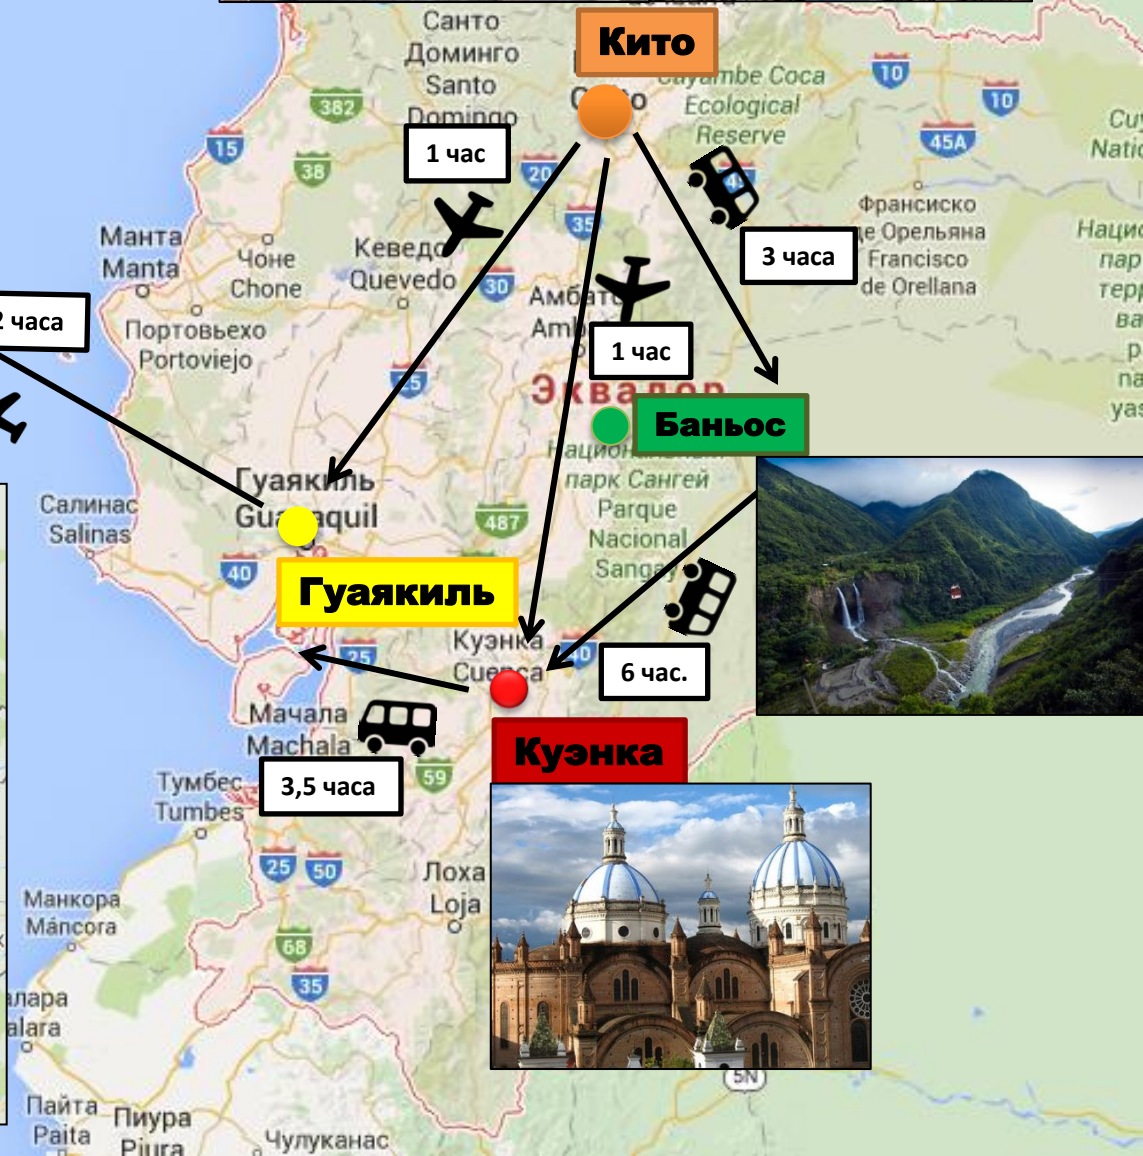 Санто
Доминго
Santo
Domingo
Кито
Cayambe Coca
Ecological
Reserve
382
15
38
1 час
20
10
10
45A
35
3 часа
Франсиско
де Орельяна
Francisco
de Orellana
Манта
Manta
Чоне
Chone
Кеведо
Quevedo
30
Портовьехо
Portoviejo
2 часа
1 час
25
Эквадор
Баньос
парк Сангей
Parque
Nacional
Sangay
Гуаякиль
Салинас
Salinas
487
40
Гуаякиль
25
Куэнка
Cuenca
6 час.
Мачала
Machala
Куэнка
3,5 часа
59
Тумбес
Tumbes
25
50
Лоха
Loja
Манкора
Máncora
68
35
5N
Пайта
Paita
Пиура
Piura
Чулуканас